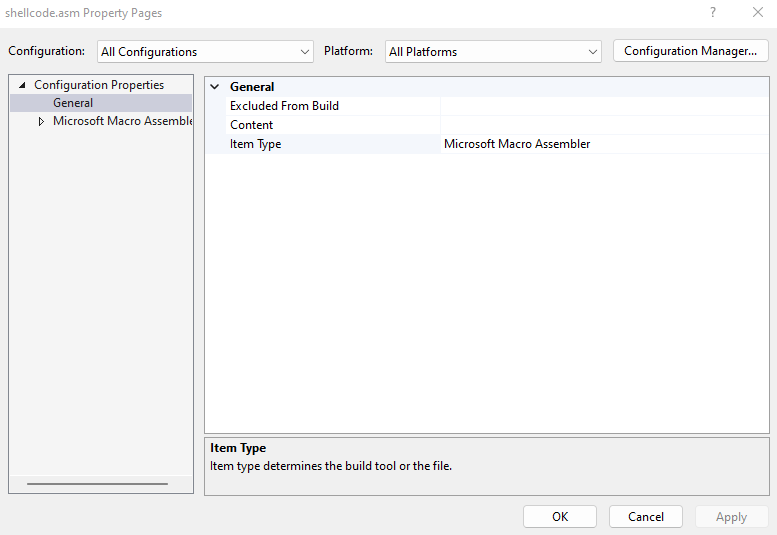 shellcode.asm Property Pages
?
Configuration: All Configurations Platform: All Platforms Configuration Manager...
Configuration Properties
General
Microsoft Macro Assemble
General
Excluded From Build
Content
Item Type Microsoft Macro Assembler
Item Type
Item type determines the build tool or the file.
OK Cancel Apply